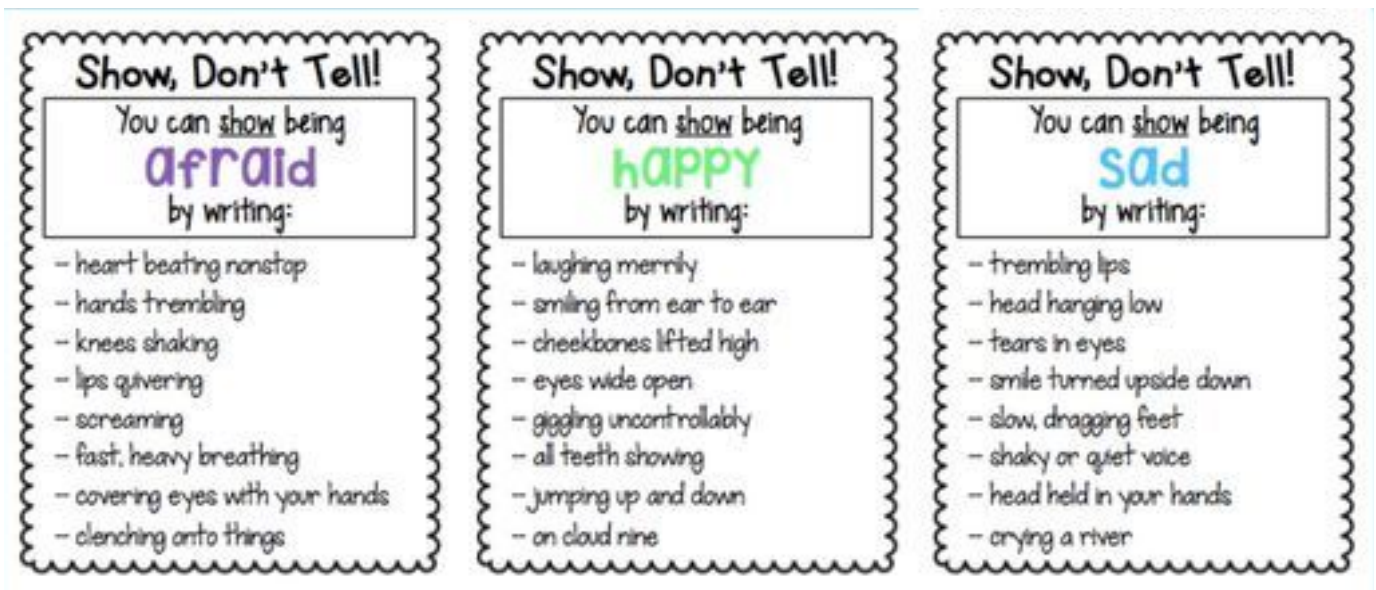 Show, Don't Tell!
You can show being
afraid
by writing:
- heart beating nonstop
- hands trembling
- knees shaking
- lips quivering
- screaming
- fast, heavy breathing
- covering eyes with your hands
- clenching onto things
Show, Don't Tell!
You can show being
happy
by writing:
- laughing merrily
- smiling from ear to ear
- cheekbones lifted high
- eyes wide open
- giggling uncontrollably
- all teeth showing
- jumping up and down
- on cloud nine
Show, Don't Tell!
You can show being
sad
by writing:
- trembling lips
- head hanging low
- tears in eyes
- smile turned upside down
- slow, dragging feet
- shaky or quiet voice
- head held in your hands
- crying a river